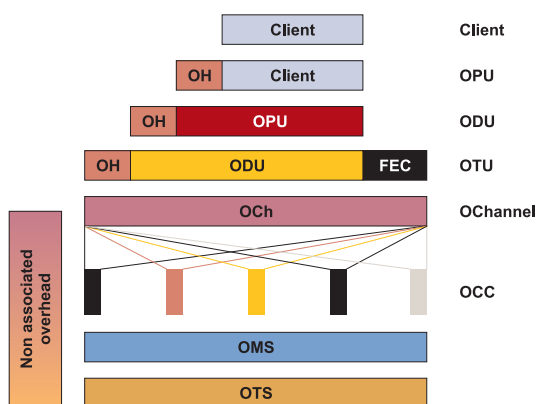 Client Client
OH Client OPU
OH OPU ODU
OH ODU FEC OTU
OCh OChannel
OCC
Non associated
overhead
OMS
OTS